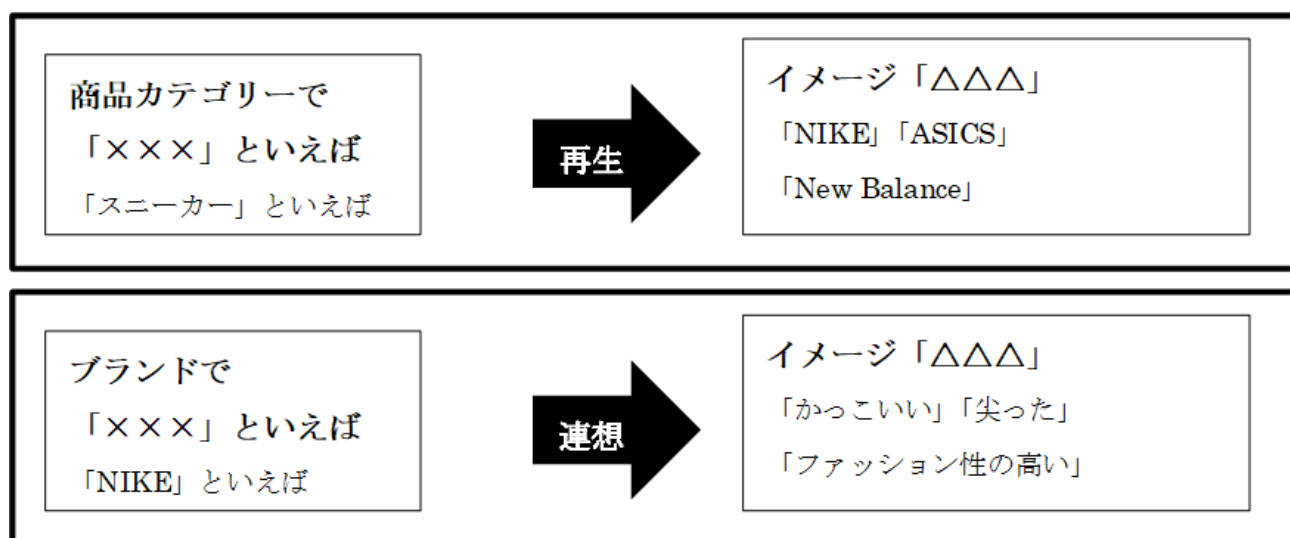 商品カテゴリーで
「×××」といえば
「スニーカー」といえば
再生
イメージ「△△△」
「NIKE」「ASICS」
「New Balance」
ブランドで
「×××」といえば
「NIKE」といえば
連想
イメージ「△△△」
「かっこいい」「尖った」
「ファッション性の高い」